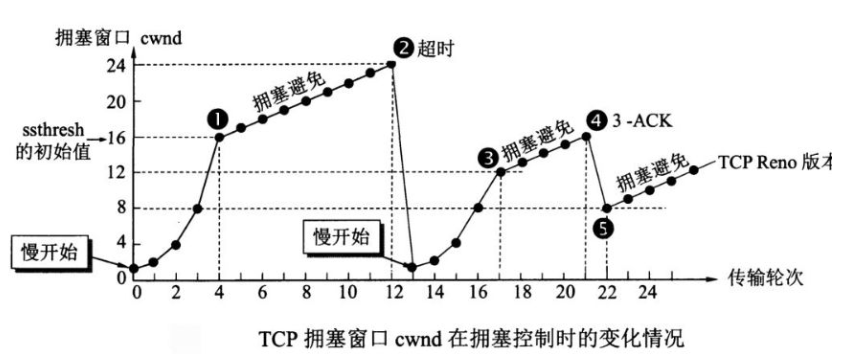 拥塞窗口 cwnd
❷超时
24
20
❶
拥塞避免
ssthresh
的初始值
16
❹ 3 -ACK
❸
拥塞避免
12
拥塞避免
TCP Reno 版本
8
❺
4
慢开始
慢开始
0
0 2 4 6 8 10 12 14 16 18 20 22 24
传输轮次
TCP 拥塞窗口 cwnd 在拥塞控制时的变化情况